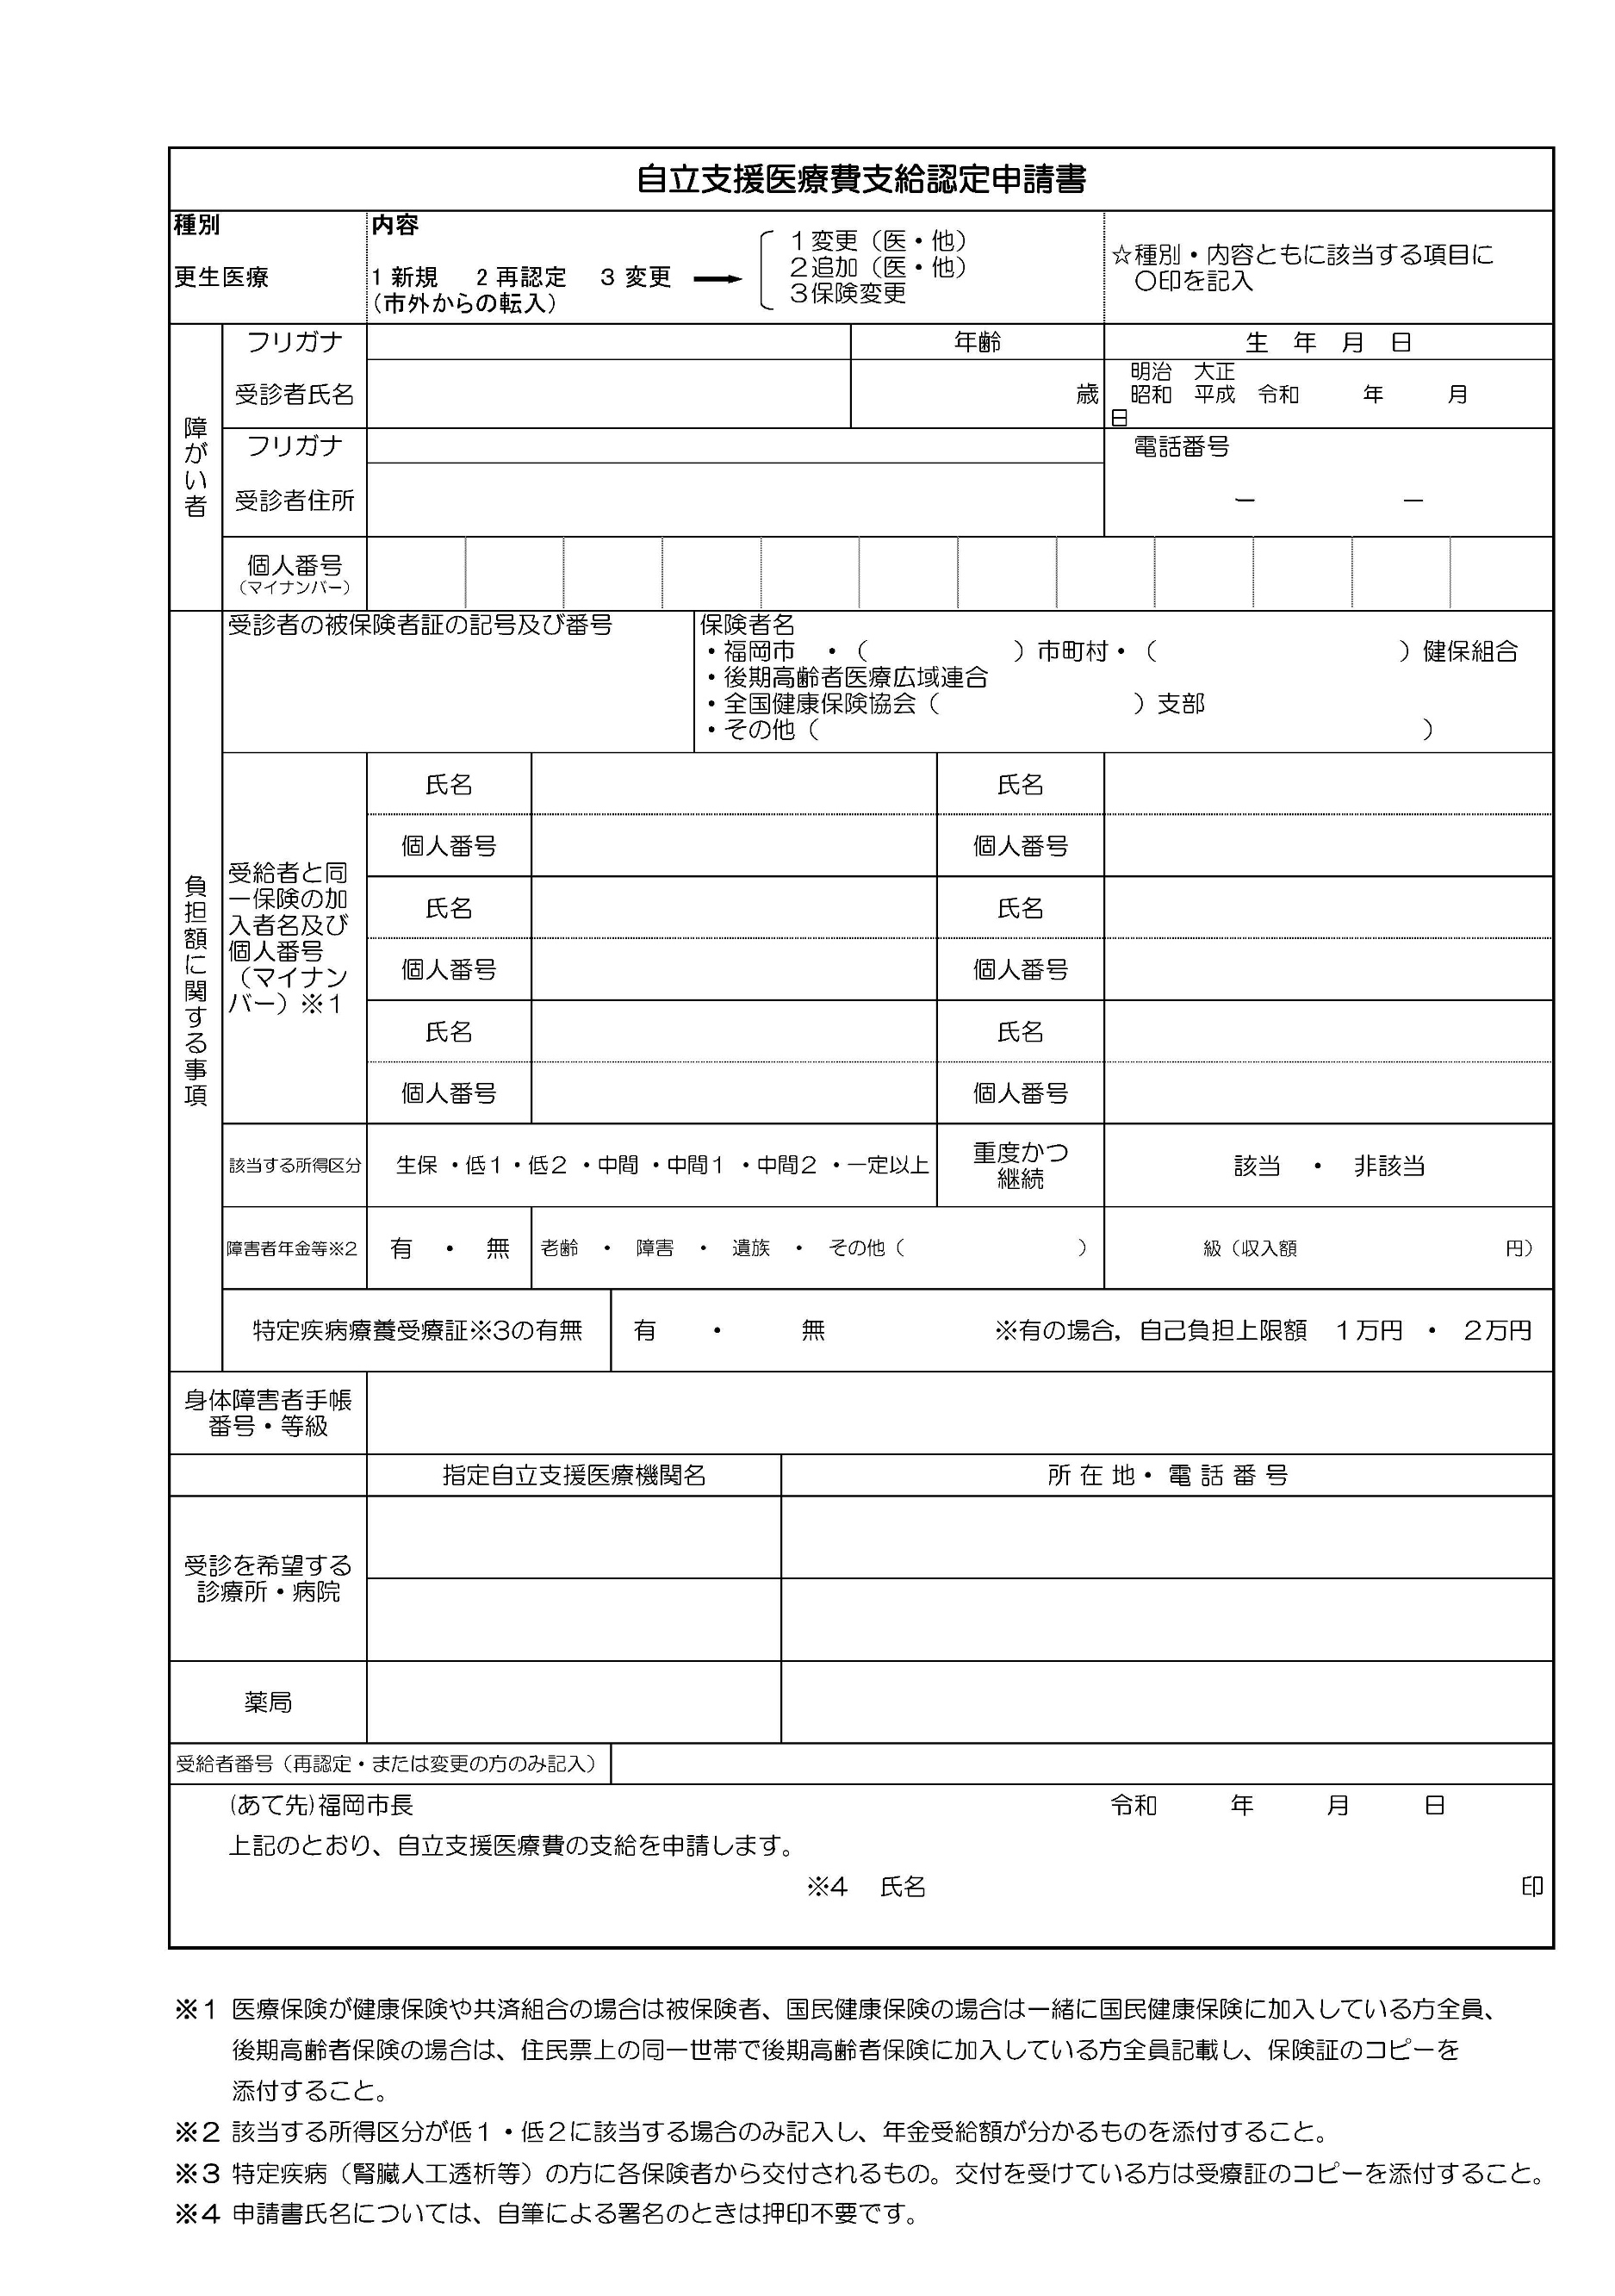 自立支援医療費支給認定申請書
種別
更生医療
内容
1 新規　2 再認定　3 変更
（市外からの転入）
1 変更（医・他）
2 追加（医・他）
3 保険変更
☆種別・内容ともに該当する項目に
〇印を記入
障がい者
フリガナ
年齢
生　年　月　日
受診者氏名
歳
明治　大正
昭和　平成　令和　　年　　月
日
フリガナ
電話番号
受診者住所
ー　　　ー
個人番号
（マイナンバー）
負担額に関する事項
受診者の被保険者証の記号及び番号
保険者名
・福岡市　・（　　　　　）市町村・（　　　　　　　）健保組合
・後期高齢者医療広域連合
・全国健康保険協会（　　　　　　）支部
・その他（　　　　　　　　　　　　　　　）
受給者と同
一保険の加
入者名及び
個人番号
（マイナン
バー）※１
氏名　氏名
個人番号　個人番号
氏名　氏名
個人番号　個人番号
氏名　氏名
個人番号　個人番号
該当する所得区分
生保 ・低１・低２ ・中間 ・中間１ ・中間２ ・一定以上
重度かつ
継続
該当　・　非該当
障害者年金等※2
有　・　無
老齢　・　障害　・　遺族　・　その他（　　　　　　　）
級（収入額　　　　　　　　円）
特定疾病療養受療証※3の有無
有　・　無
※有の場合，自己負担上限額　１万円　・　２万円
身体障害者手帳
番号・等級
指定自立支援医療機関名
所 在 地・ 電 話 番 号
受診を希望する
診療所・病院
薬局
受給者番号（再認定・または変更の方のみ記入）
(あて先)福岡市長
令和　　年　　月　　日
上記のとおり、自立支援医療費の支給を申請します。
※4　氏名
印
※１ 医療保険が健康保険や共済組合の場合は被保険者、国民健康保険の場合は一緒に国民健康保険に加入している方全員、
後期高齢者保険の場合は、住民票上の同一世帯で後期高齢者保険に加入している方全員記載し、保険証のコピーを
添付すること。
※２ 該当する所得区分が低１・低２に該当する場合のみ記入し、年金受給額が分かるものを添付すること。
※３ 特定疾病（腎臓人工透析等）の方に各保険者から交付されるもの。交付を受けている方は受療証のコピーを添付すること。
※４ 申請書氏名については、自筆による署名のときは押印不要です。